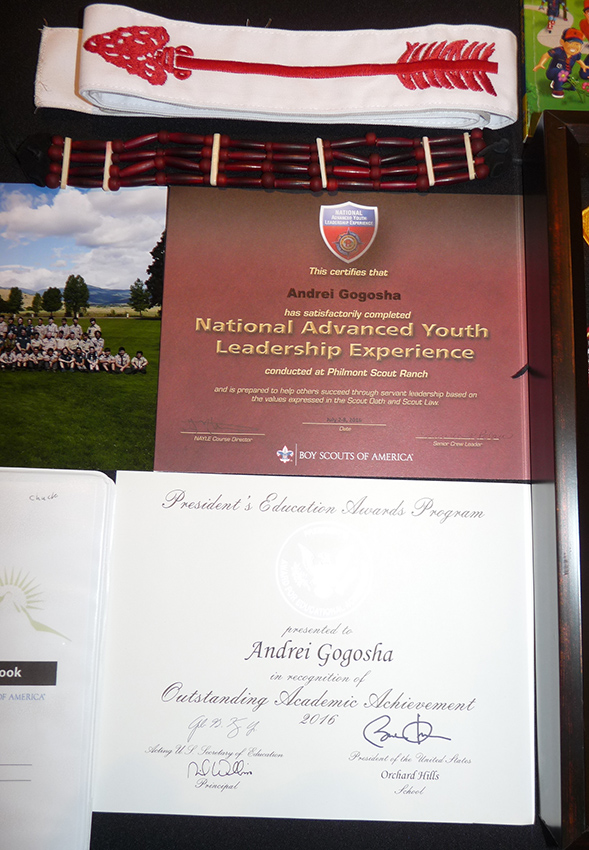 NATIONAL
ADVANCED YOUTH
LEADERSHIP EXPERIENCE
This certifies that
Andrei Gogosha
has satisfactorily completed
National Advanced Youth
Leadership Experience
conducted at Philmont Scout Ranch
and is prepared to help others succeed through servant leadership based on
the values expressed in the Scout Oath and Scout Law.
NAYLE Course Director
Date
Senior Crew Leader
BOY SCOUTS OF AMERICA
Chuck
ook
OF AMERICA
President's Education Awards Program
presented to
Andrei Gogosha
in recognition of
Outstanding Academic Achievement
2016
Acting U.S. Secretary of Education
President of the United States
Principal
Orchard Hills
School